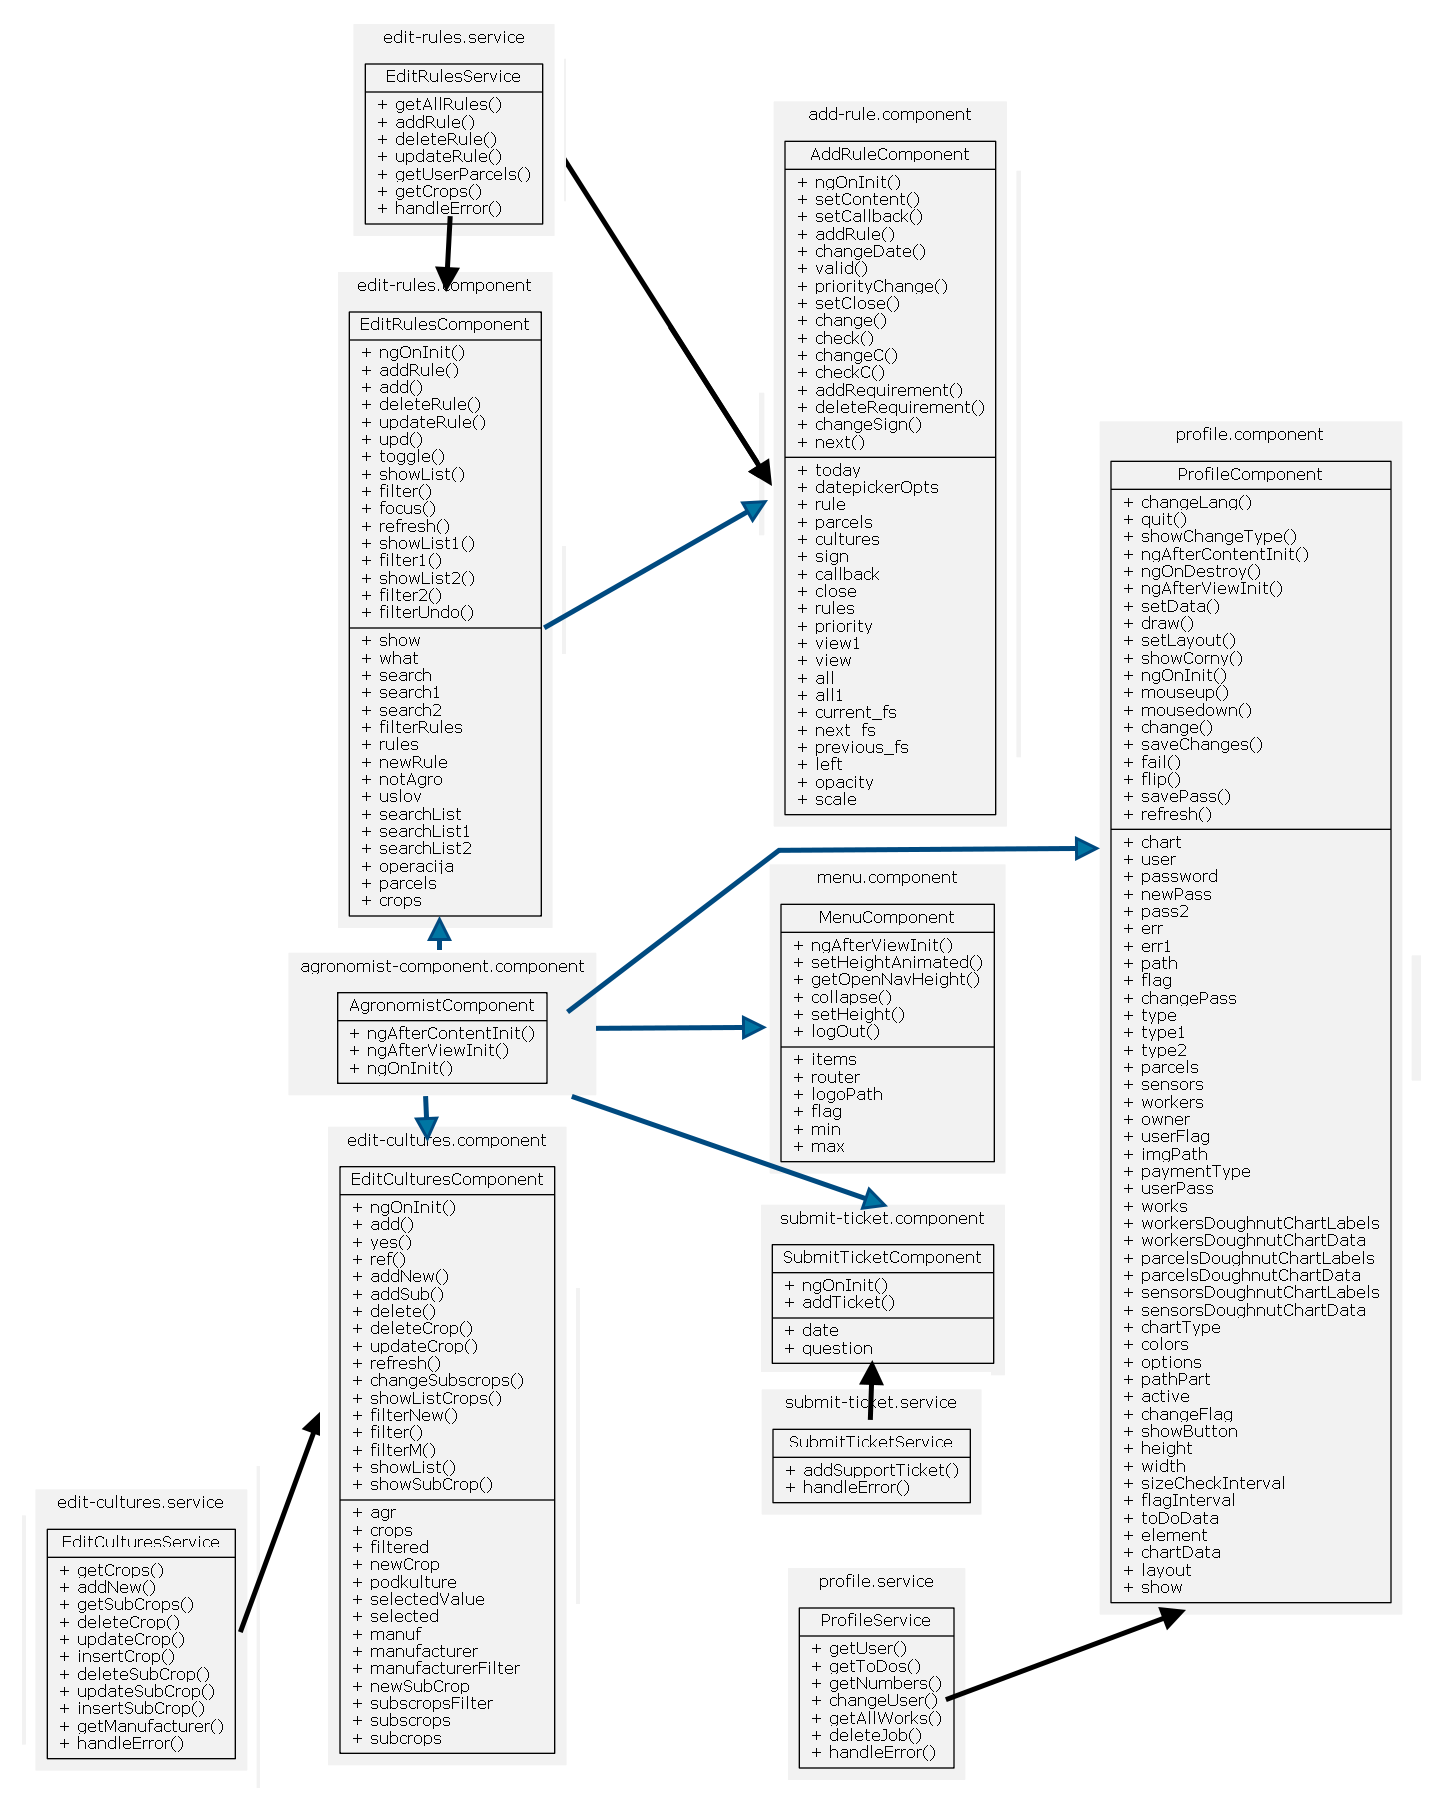 edit-rules.service
EditRulesService
+ getAllRules()
+ addRule()
+ deleteRule()
+ updateRule()
+ getUserParcels()
+ getCrops()
+ handleError()
edit-rules.component
EditRulesComponent
+ ngOnInit()
+ addRule()
+ add()
+ deleteRule()
+ updateRule()
+ upd()
+ toggle()
+ showList()
+ filter()
+ focus()
+ refresh()
+ showList1()
+ filter1()
+ showList2()
+ filter2()
+ filterUndo()
+ show
+ what
+ search
+ search1
+ search2
+ filterRules
+ rules
+ newRule
+ notAgro
+ uslov
+ searchList
+ searchList1
+ searchList2
+ operacija
+ parcels
+ crops
agronomist-component.component
AgronomistComponent
+ ngAfterContentInit()
+ ngAfterViewInit()
+ ngOnInit()
edit-cultures.component
EditCulturesComponent
+ ngOnInit()
+ add()
+ yes()
+ ref()
+ addNew()
+ addSub()
+ delete()
+ deleteCrop()
+ updateCrop()
+ refresh()
+ changeSubscrops()
+ showListCrops()
+ filterNew()
+ filter()
+ filterM()
+ showList()
+ showSubCrop()
+ agr
+ crops
+ filtered
+ newCrop
+ podkulture
+ selectedValue
+ selected
+ manuf
+ manufacturer
+ manufacturerFilter
+ newSubCrop
+ subscropsFilter
+ subscrops
+ subcrops
edit-cultures.service
EditCulturesService
+ getCrops()
+ addNew()
+ getSubCrops()
+ deleteCrop()
+ updateCrop()
+ insertCrop()
+ deleteSubCrop()
+ updateSubCrop()
+ insertSubCrop()
+ getManufacturer()
+ handleError()
add-rule.component
AddRuleComponent
+ ngOnInit()
+ setContent()
+ setCallback()
+ addRule()
+ changeDate()
+ valid()
+ priorityChange()
+ setClose()
+ change()
+ check()
+ changeC()
+ checkC()
+ addRequirement()
+ deleteRequirement()
+ changeSign()
+ next()
+ today
+ datepickerOpts
+ rule
+ parcels
+ cultures
+ sign
+ callback
+ close
+ rules
+ priority
+ view1
+ view
+ all
+ all1
+ current_fs
+ next_fs
+ previous_fs
+ left
+ opacity
+ scale
menu.component
MenuComponent
+ ngAfterViewInit()
+ setHeightAnimated()
+ getOpenNavHeight()
+ collapse()
+ setHeight()
+ logOut()
+ items
+ router
+ logoPath
+ flag
+ min
+ max
submit-ticket.component
SubmitTicketComponent
+ ngOnInit()
+ addTicket()
+ date
+ question
submit-ticket.service
SubmitTicketService
+ addSupportTicket()
+ handleError()
profile.service
ProfileService
+ getUser()
+ getToDos()
+ getNumbers()
+ changeUser()
+ getAllWorks()
+ deleteJob()
+ handleError()
profile.component
ProfileComponent
+ changeLang()
+ quit()
+ showChangeType()
+ ngAfterContentInit()
+ ngOnDestroy()
+ ngAfterViewInit()
+ setData()
+ draw()
+ setLayout()
+ showCorny()
+ ngOnInit()
+ mouseup()
+ mousedown()
+ change()
+ saveChanges()
+ fail()
+ flip()
+ savePass()
+ refresh()
+ chart
+ user
+ password
+ newPass
+ pass2
+ err
+ err1
+ path
+ flag
+ changePass
+ type
+ type1
+ type2
+ parcels
+ sensors
+ workers
+ owner
+ userFlag
+ imgPath
+ paymentType
+ userPass
+ works
+ workersDoughnutChartLabels
+ workersDoughnutChartData
+ parcelsDoughnutChartLabels
+ parcelsDoughnutChartData
+ sensorsDoughnutChartLabels
+ sensorsDoughnutChartData
+ chartType
+ colors
+ options
+ pathPart
+ active
+ changeFlag
+ showButton
+ height
+ width
+ sizeCheckInterval
+ flagInterval
+ toDoData
+ element
+ chartData
+ layout
+ show